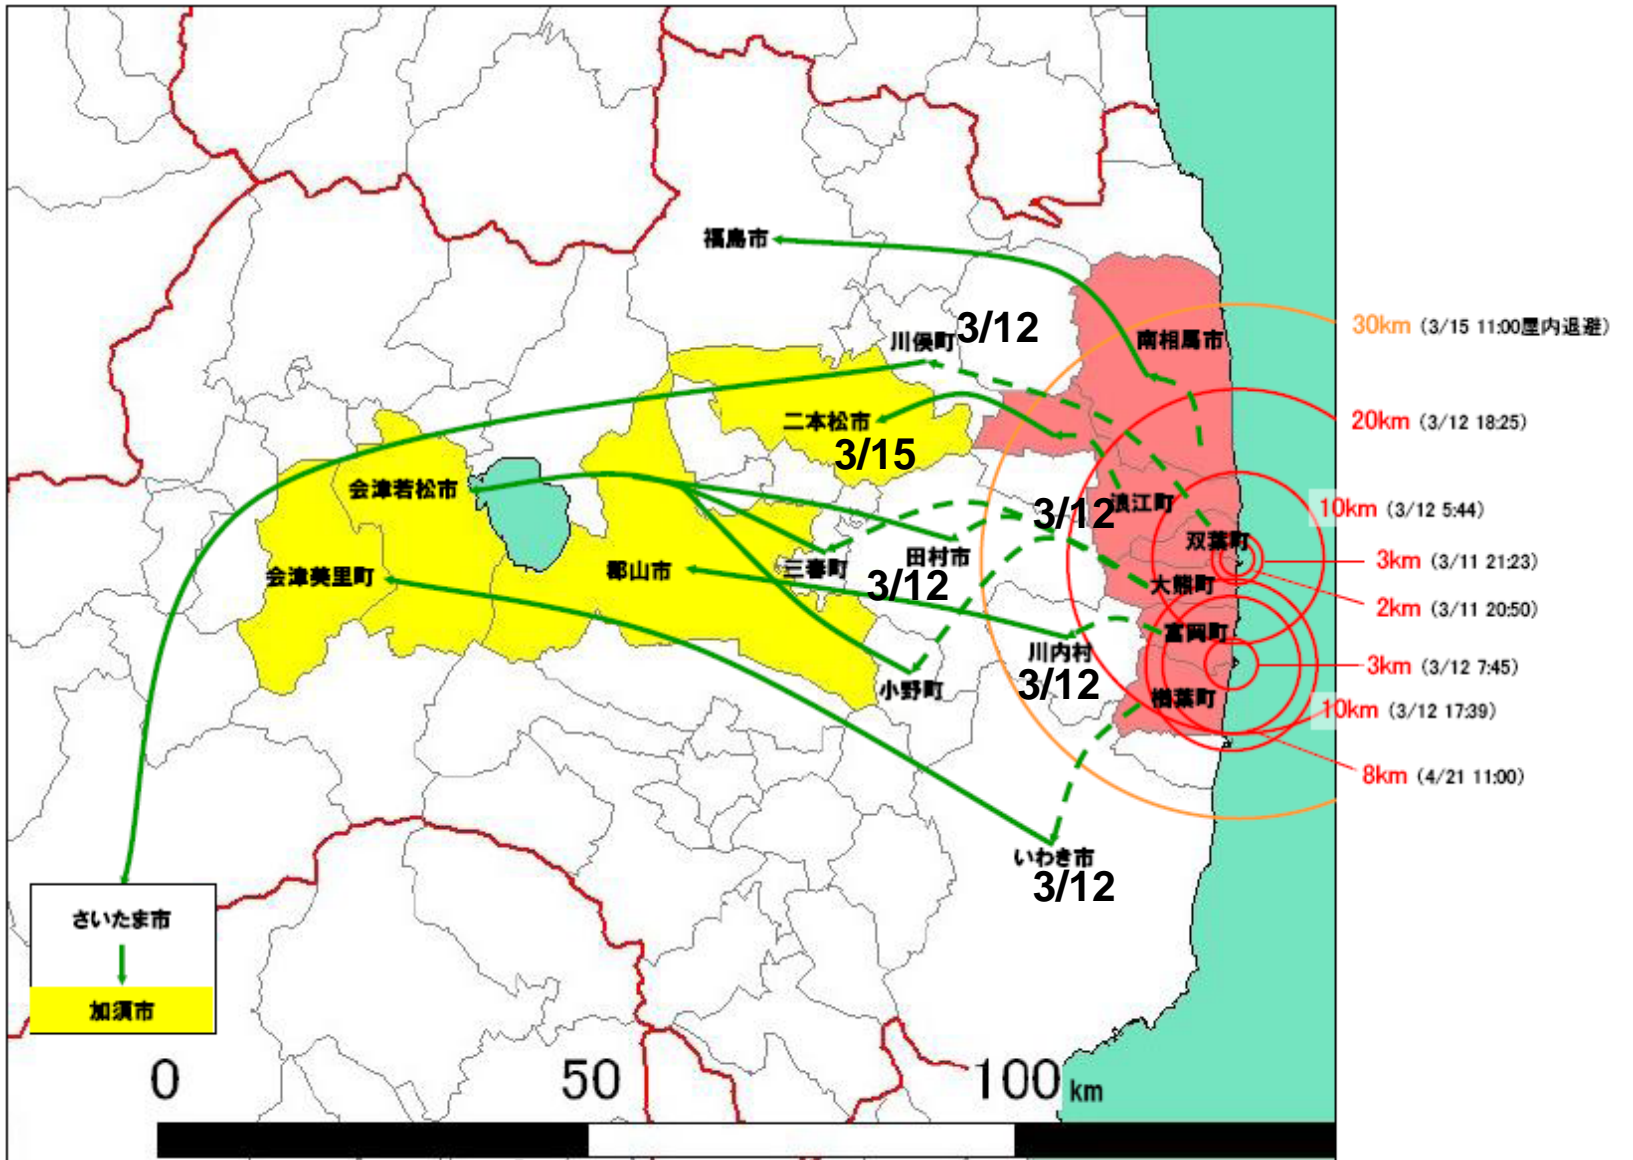 福島市
川俣町 3/12
南相馬市
30km (3/15 11:00屋内退避)
二本松市
3/15
20km (3/12 18:25)
会津若松市
浪江町
3/12
10km (3/12 5:44)
双葉町
田村市
三春町
3/12
郡山市
会津美里町
大熊町
3km (3/11 21:23)
2km (3/11 20:50)
富岡町
川内村
3/12
3km (3/12 7:45)
小野町
楢葉町
10km (3/12 17:39)
8km (4/21 11:00)
いわき市
3/12
さいたま市
加須市
0 50 100 km